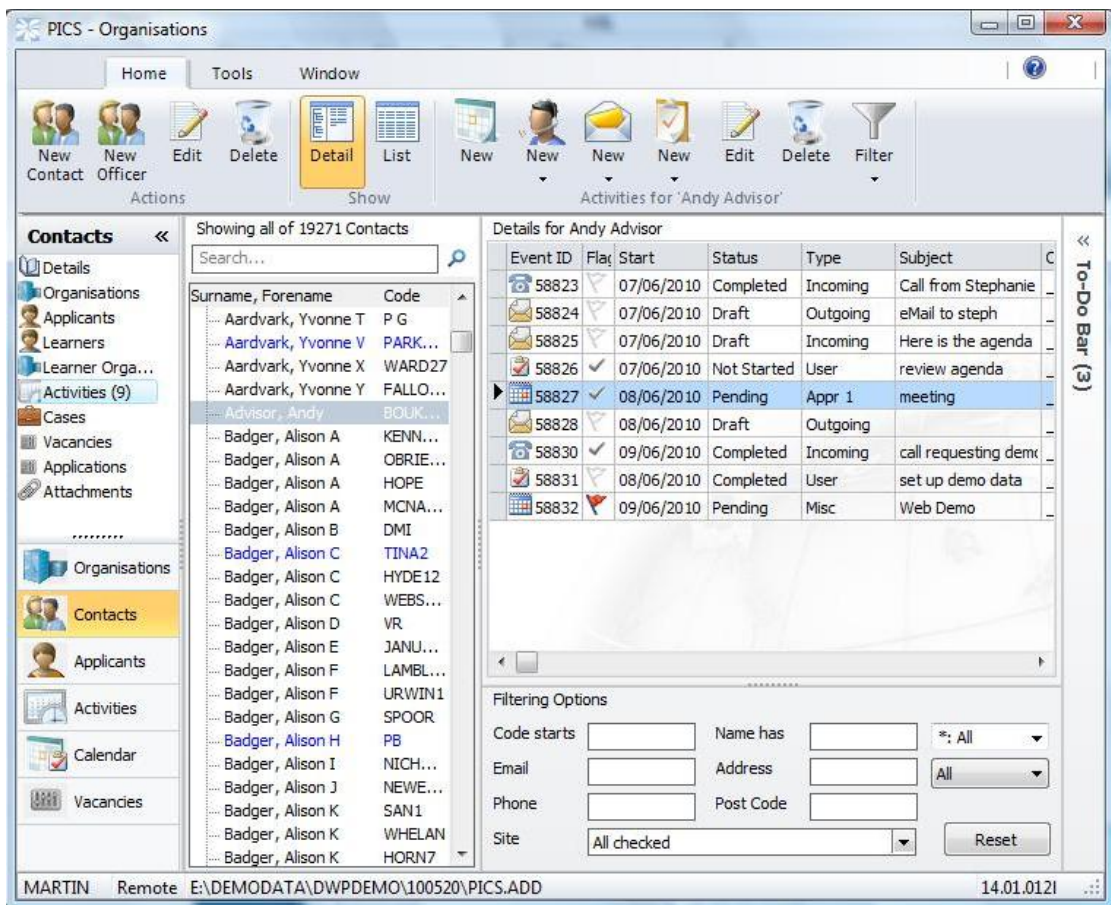 PICS - Organisations
Home Tools Window
New Contact
New Officer
Edit
Delete
Detail
List
New
New
New
New
Edit
Delete
Filter
Actions
Show
Activities for 'Andy Advisor'
Contacts «
Details
Organisations
Applicants
Learners
Learner Orga...
Activities (9)
Cases
Vacancies
Applications
Attachments
Organisations
Contacts
Applicants
Activities
Calendar
Vacancies
Showing all of 19271 Contacts
Search...
Surname, Forename Code
Aardvark, Yvonne T P G
Aardvark, Yvonne V PARK...
Aardvark, Yvonne X WARD27
Aardvark, Yvonne Y FALLO...
Advisor, Andy BOUK...
Badger, Alison A KENN...
Badger, Alison A OBRIE...
Badger, Alison A HOPE
Badger, Alison A MCNA...
Badger, Alison B DMI
Badger, Alison C TINA2
Badger, Alison C HYDE12
Badger, Alison C WEBS...
Badger, Alison D VR
Badger, Alison E JANU...
Badger, Alison F LAMBL...
Badger, Alison F URWIN1
Badger, Alison G SPOOR
Badger, Alison H PB
Badger, Alison I NICH...
Badger, Alison J NEWE...
Badger, Alison K SAN1
Badger, Alison K WHELAN
Badger, Alison K HORN7
Details for Andy Advisor
Event ID Flag Start Status Type Subject C
58823 07/06/2010 Completed Incoming Call from Stephanie
58824 07/06/2010 Draft Outgoing eMail to steph
58825 07/06/2010 Draft Incoming Here is the agenda
58826 07/06/2010 Not Started User review agenda
58827 08/06/2010 Pending Appr 1 meeting
58828 08/06/2010 Draft Outgoing
58830 09/06/2010 Completed Incoming call requesting demo
58831 08/06/2010 Completed User set up demo data
58832 09/06/2010 Pending Misc Web Demo
Filtering Options
Code starts Name has *: All
Email Address All
Phone Post Code
Site All checked Reset
« To-Do Bar (3)
MARTIN Remote E:\DEMODATA\DWPDEMO\100520\PICS.ADD 14.01.012I